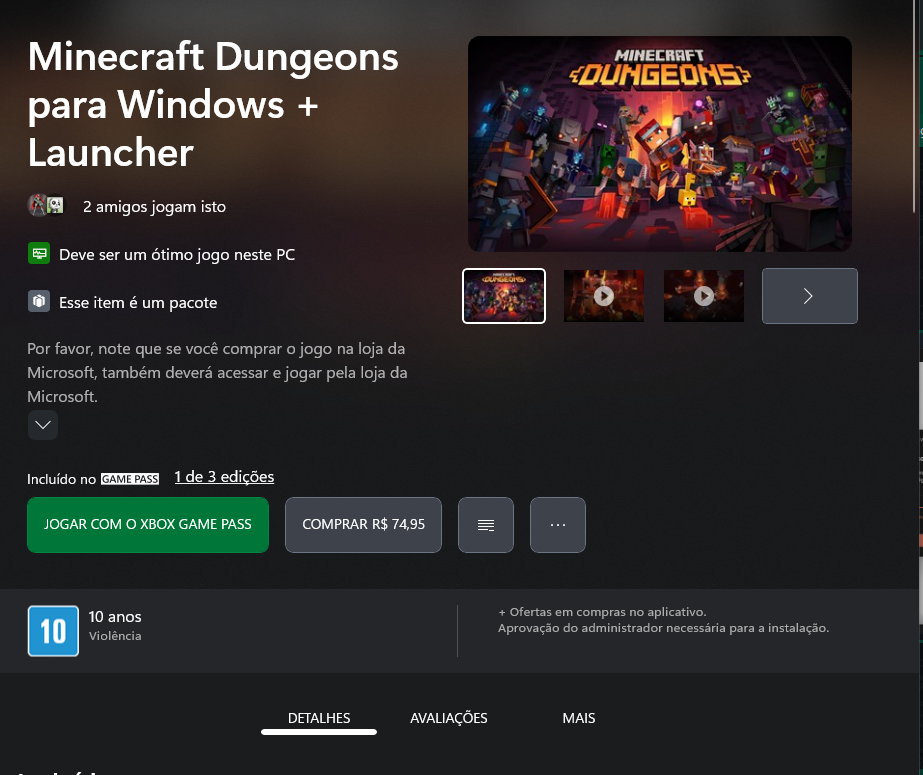 Minecraft Dungeons
para Windows +
Launcher
2 amigos jogam isto
Deve ser um ótimo jogo neste PC
Esse item é um pacote
Por favor, note que se você comprar o jogo na loja da
Microsoft, também deverá acessar e jogar pela loja da
Microsoft.
MINECRAFT
DUNGEONS
MINECRAFT
DUNGEONS
Incluído no GAME PASS 1 de 3 edições
JOGAR COM O XBOX GAME PASS
COMPRAR R$ 74,95
...
10
10 anos
Violência
+ Ofertas em compras no aplicativo.
Aprovação do administrador necessária para a instalação.
DETALHES
AVALIAÇÕES
MAIS